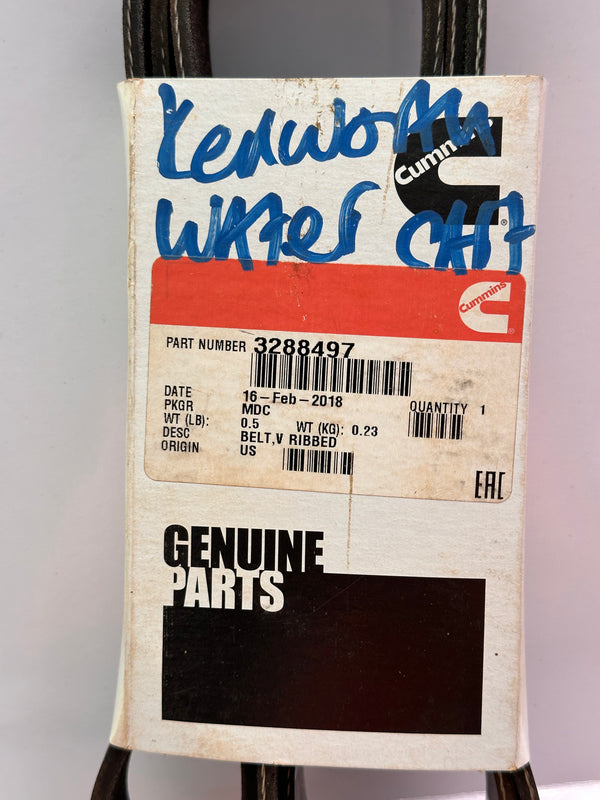 Kenworth
Cummins
®
WATer CArT
Cummins
®
PART NUMBER 3288497
DATE 16-Feb-2018
PKGR MDC
QUANTITY 1
WT (LB): 0.5 WT (KG): 0.23
DESC BELT,V RIBBED
ORIGIN US
EAC
GENUINE
PARTS